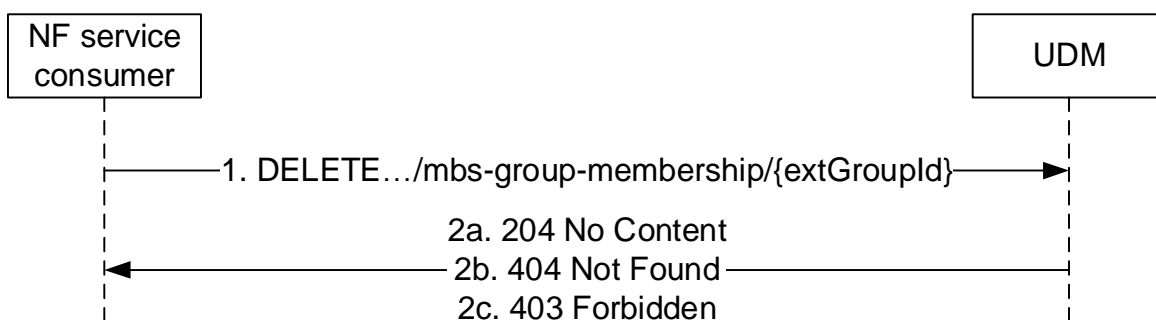 NF service
consumer
UDM
1. DELETE…/mbs-group-membership/{extGroupId}
2a. 204 No Content
2b. 404 Not Found
2c. 403 Forbidden